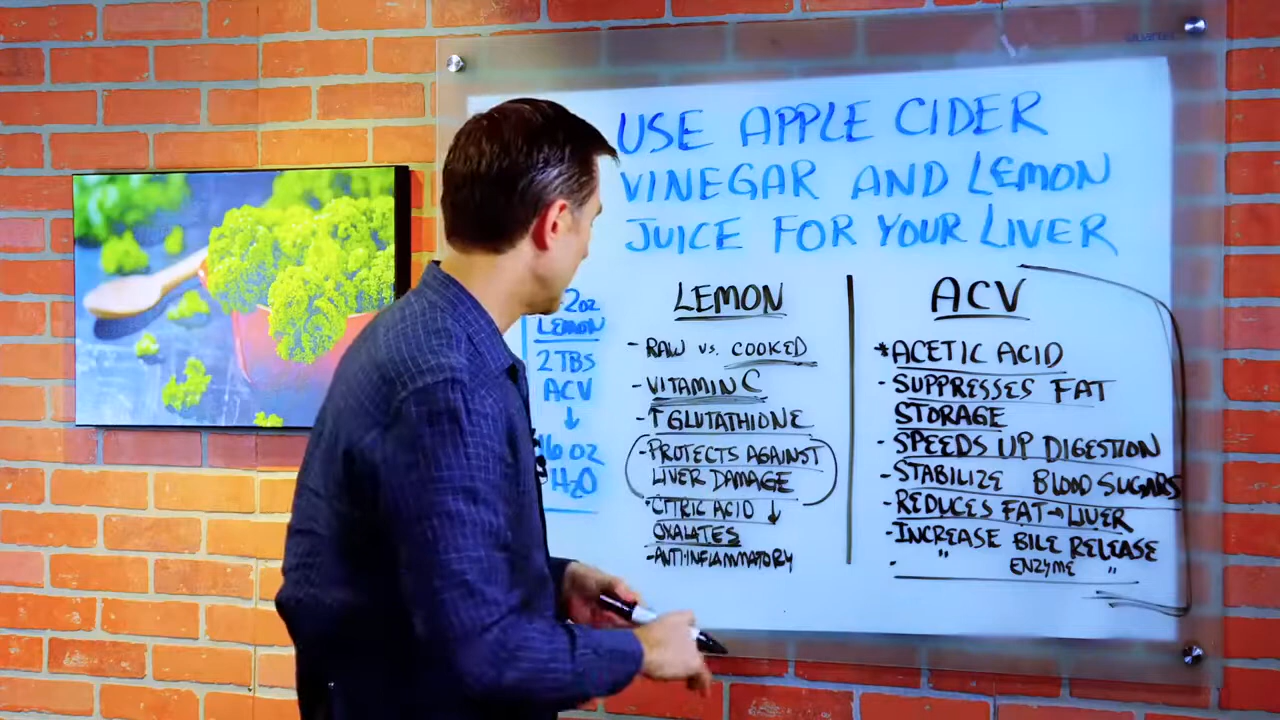 USE APPLE CIDER
VINEGAR AND LEMON
JUICE FOR YOUR LIVER
2oz
LEMON
2 TBS
ACV
↓
16 oz
H2O
LEMON
- RAW vs. COOKED
- VITAMIN C
- ↑ GLUTATHIONE
- PROTECTS AGAINST
LIVER DAMAGE
· CITRIC ACID ↓
OXALATES
- ANTI-INFLAMMATORY
ACV
*ACETIC ACID
- SUPPRESSES FAT
STORAGE
- SPEEDS UP DIGESTION
- STABILIZE BLOOD SUGARS
- REDUCES FAT→LIVER
- INCREASE BILE RELEASE
· " ENZYME "